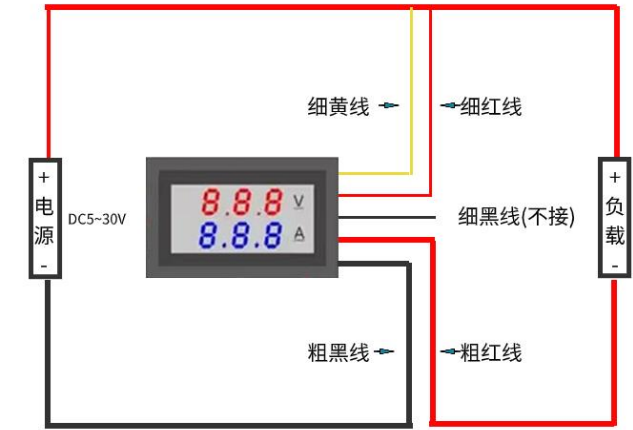 细黄线
细红线
+
电
源
-
DC5~30V
8.8.8 V
8.8.8 A
细黑线(不接)
+
负
载
-
粗黑线
粗红线